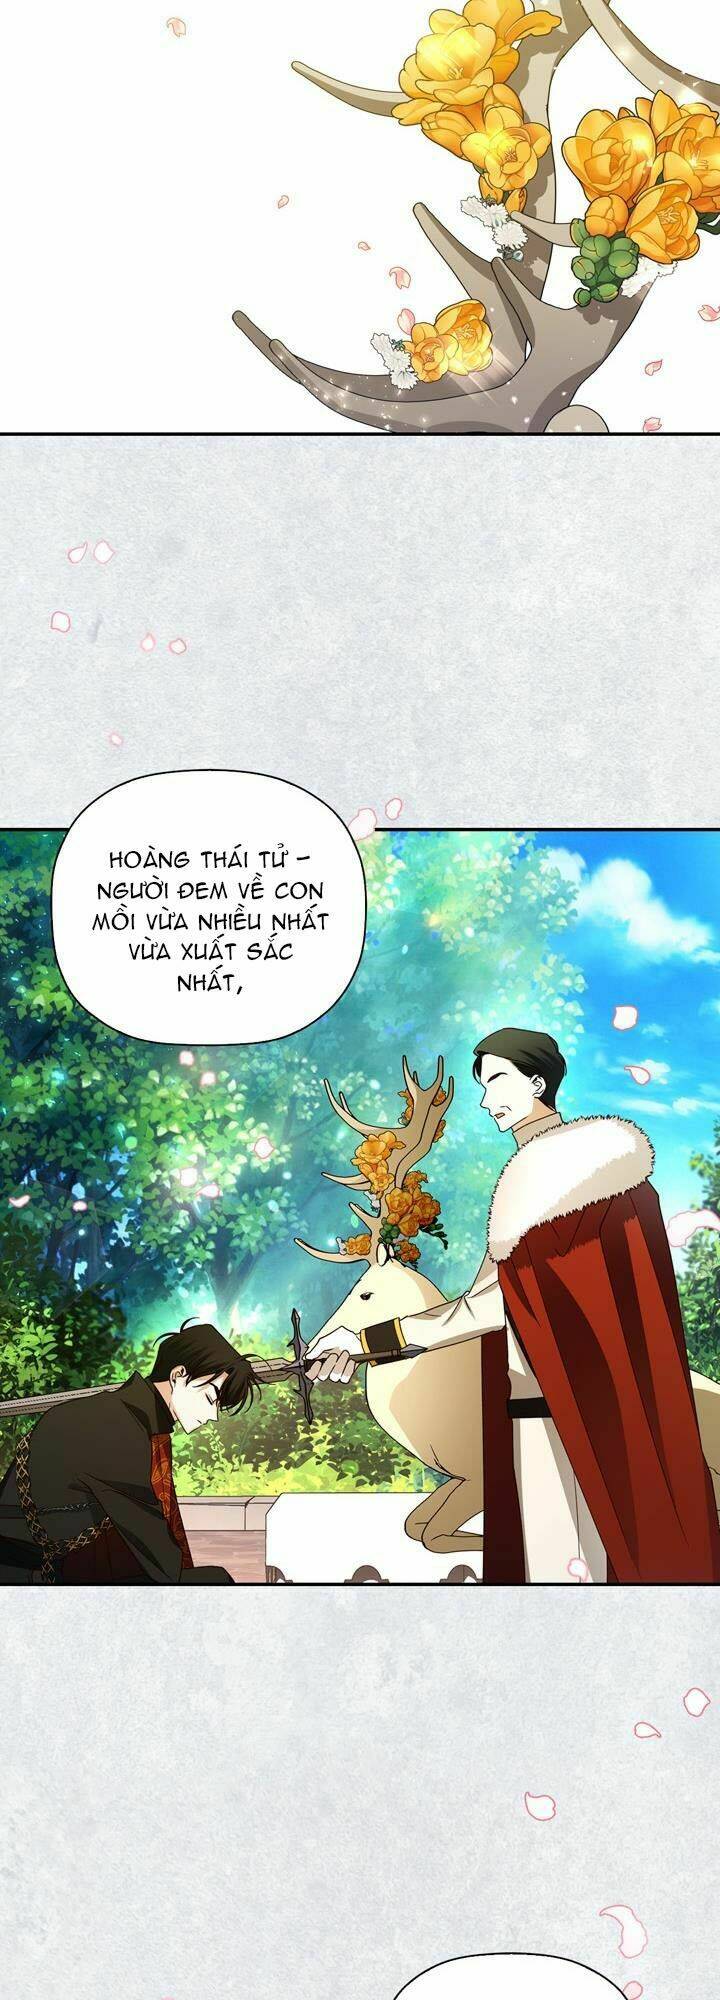 HOÀNG THÁI TỬ -
NGƯỜI ĐEM VỀ CON
MỒI VỪA NHIỀU NHẤT
VỪA XUẤT SẮC
NHẤT,